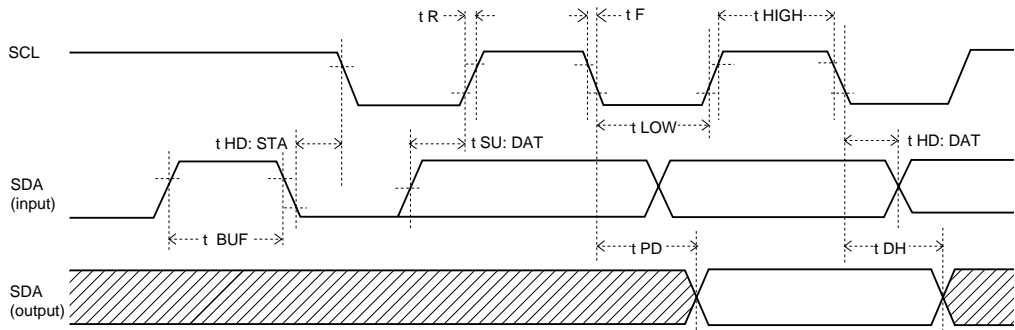 t R
t F
t HIGH
SCL
t LOW
t HD: STA
t SU: DAT
t HD: DAT
SDA
(input)
t BUF
t PD
t DH
SDA
(output)